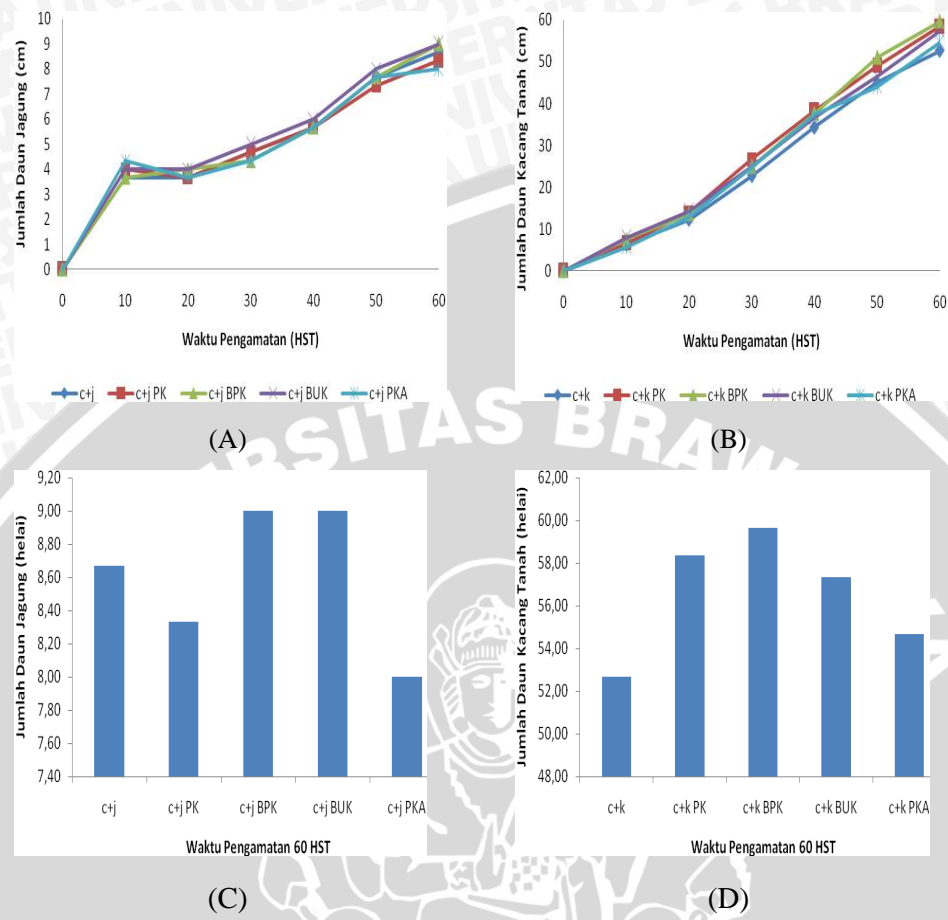 10
9
8
7
6
5
4
3
2
1
0
Jumlah Daun Jagung (cm)
0 10 20 30 40 50 60
Waktu Pengamatan (HST)
c+j c+j PK c+j BPK c+j BUK c+j PKA
(A)
60
50
40
30
20
10
0
Jumlah Daun Kacang Tanah (cm)
0 10 20 30 40 50 60
Waktu Pengamatan (HST)
c+k c+k PK c+k BPK c+k BUK c+k PKA
(B)
9,20
9,00
8,80
8,60
8,40
8,20
8,00
7,80
7,60
7,40
Jumlah Daun Jagung (helai)
c+j c+j PK c+j BPK c+j BUK c+j PKA
Waktu Pengamatan 60 HST
(C)
62,00
60,00
58,00
56,00
54,00
52,00
50,00
48,00
Jumlah Daun Kacang Tanah (helai)
c+k c+k PK c+k BPK c+k BUK c+k PKA
Waktu Pengamatan 60 HST
(D)